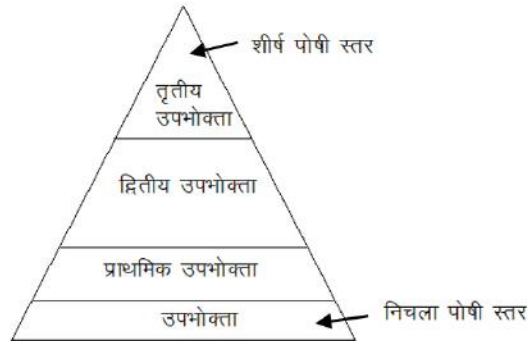 शीर्ष पोषी स्तर
तृतीय
उपभोक्ता
द्वितीय उपभोक्ता
प्राथमिक उपभोक्ता
उपभोक्ता
निचला पोषी स्तर